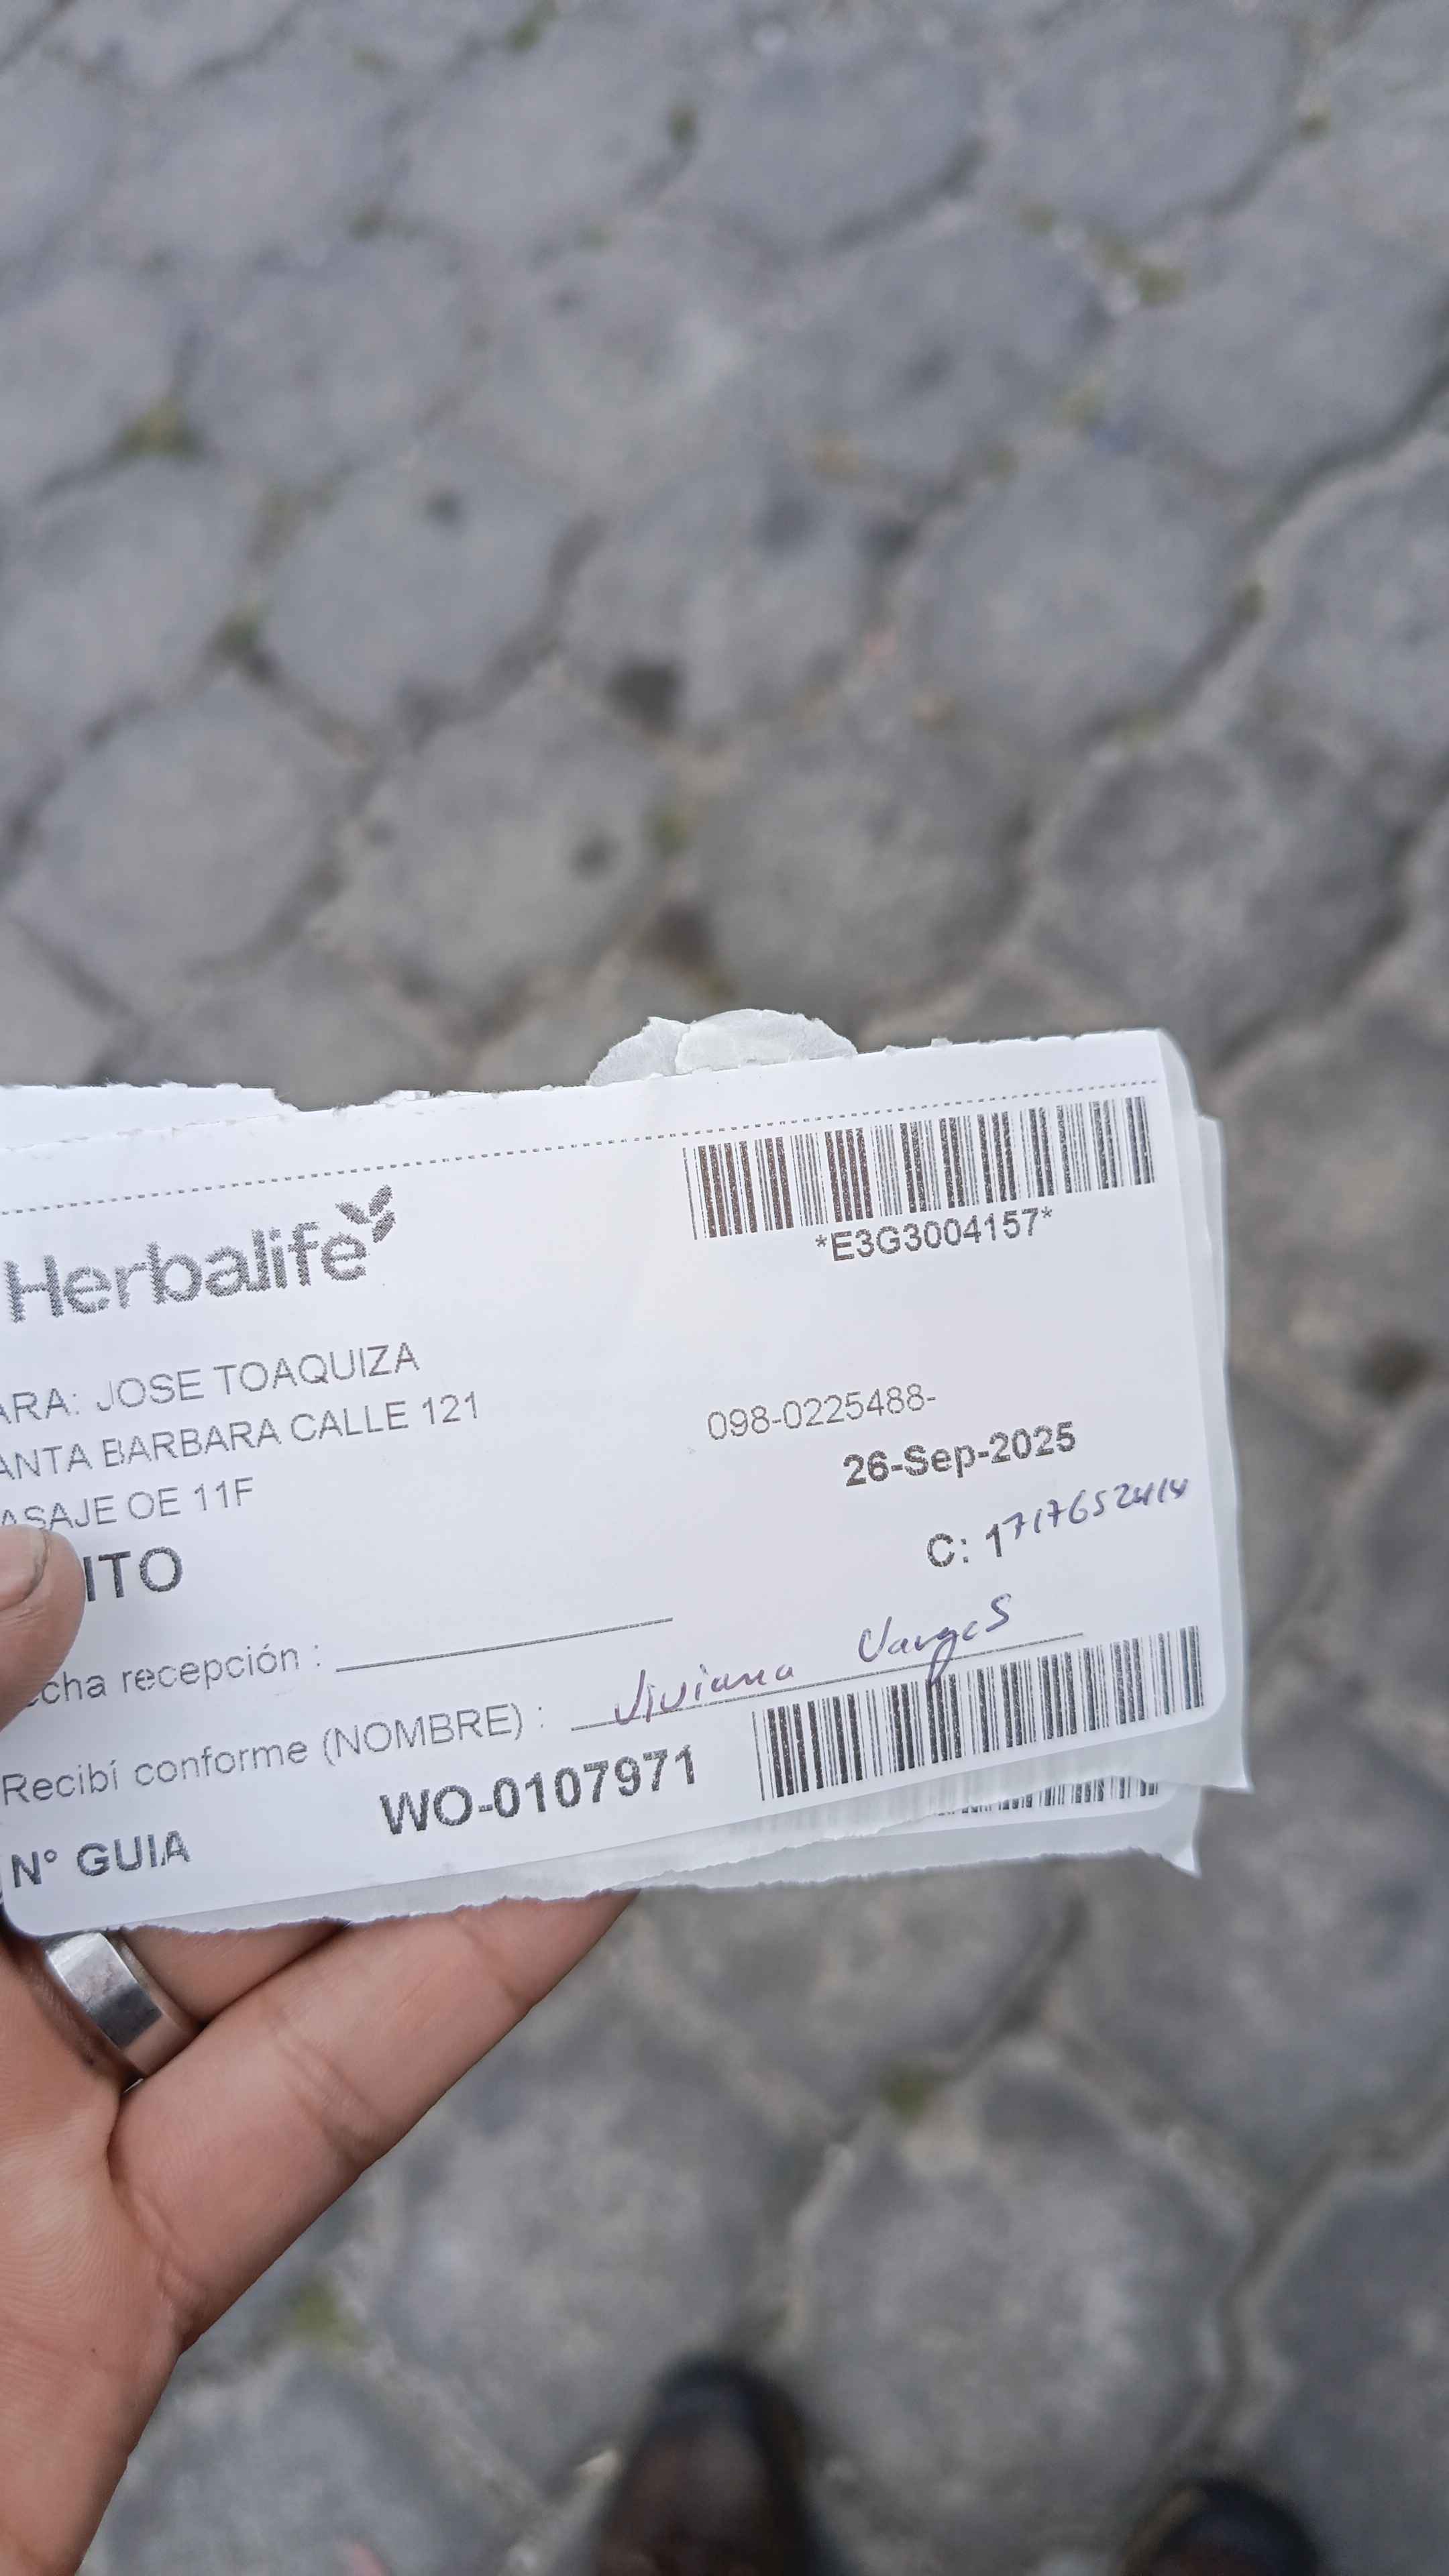 *E3G3004157*
Herbalife
ARA: JOSE TOAQUIZA
ANTA BARBARA CALLE 121
098-0225488-
ASAJE OE 11F
26-Sep-2025
ITO
C: 1717652414
cha recepción :
Recibí conforme (NOMBRE) : Viviana Vargas
N° GUIA WO-0107971